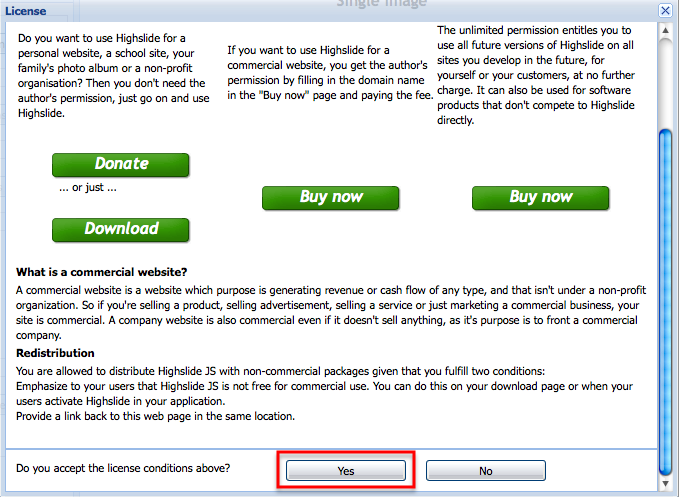 Single Image
License
Do you want to use Highslide for a
personal website, a school site, your
family's photo album or a non-profit
organisation? Then you don't need the
author's permission, just go on and use
Highslide.
Donate
... or just ...
Download
If you want to use Highslide for a
commercial website, you get the author's
permission by filling in the domain name
in the "Buy now" page and paying the fee.
Buy now
The unlimited permission entitles you to
use all future versions of Highslide on all
sites you develop in the future, for
yourself or your customers, at no further
charge. It can also be used for software
products that don't compete to Highslide
directly.
Buy now
What is a commercial website?
A commercial website is a website which purpose is generating revenue or cash flow of any type, and that isn't under a non-profit
organization. So if you're selling a product, selling advertisement, selling a service or just marketing a commercial business, your
site is commercial. A company website is also commercial even if it doesn't sell anything, as it's purpose is to front a commercial
company.
Redistribution
You are allowed to distribute Highslide JS with non-commercial packages given that you fulfill two conditions:
Emphasize to your users that Highslide JS is not free for commercial use. You can do this on your download page or when your
users activate Highslide in your application.
Provide a link back to this web page in the same location.
Do you accept the license conditions above?
Yes
No